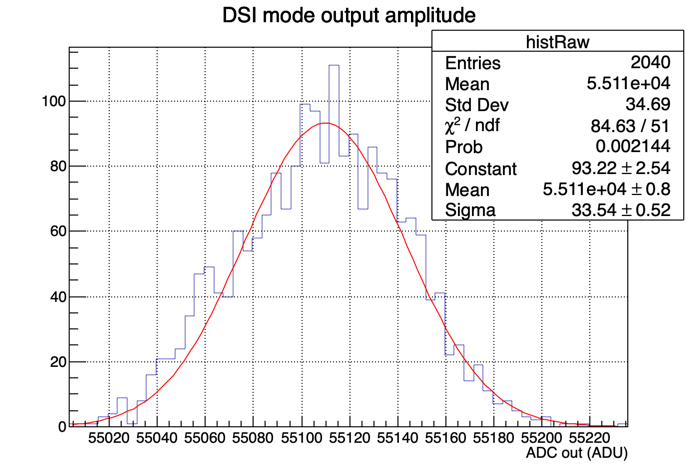 DSI mode output amplitude
histRaw
Entries 2040
Mean 5.511e+04
Std Dev 34.69
χ² / ndf 84.63 / 51
Prob 0.002144
Constant 93.22 ± 2.54
Mean 5.511e+04 ± 0.8
Sigma 33.54 ± 0.52
100
80
60
40
20
0
55020 55040 55060 55080 55100 55120 55140 55160 55180 55200 55220
ADC out (ADU)